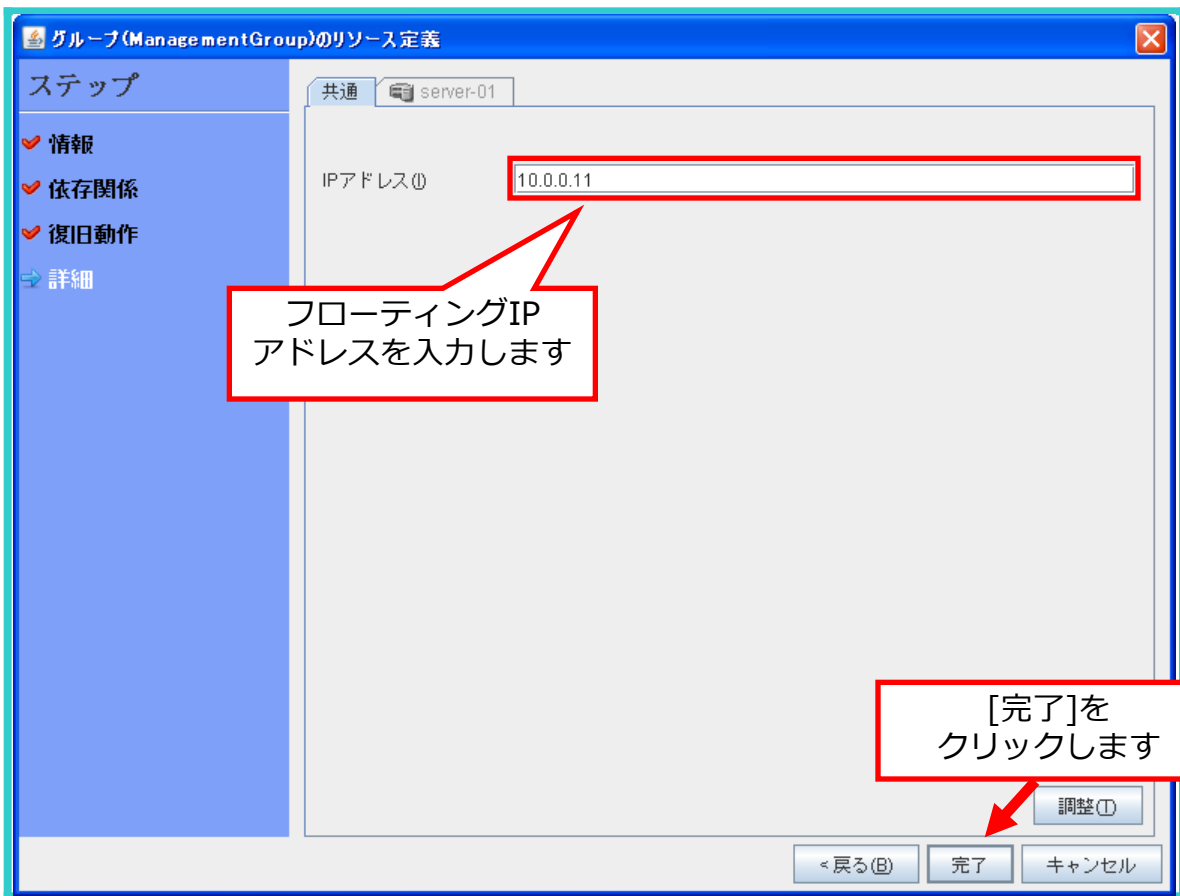 グループ(ManagementGroup)のリソース定義
ステップ
情報
依存関係
復旧動作
詳細
共通
server-01
IPアドレス(I)
10.0.0.11
フローティングIP
アドレスを入力します
[完了]を
クリックします
調整(T)
<戻る(B)
完了
キャンセル